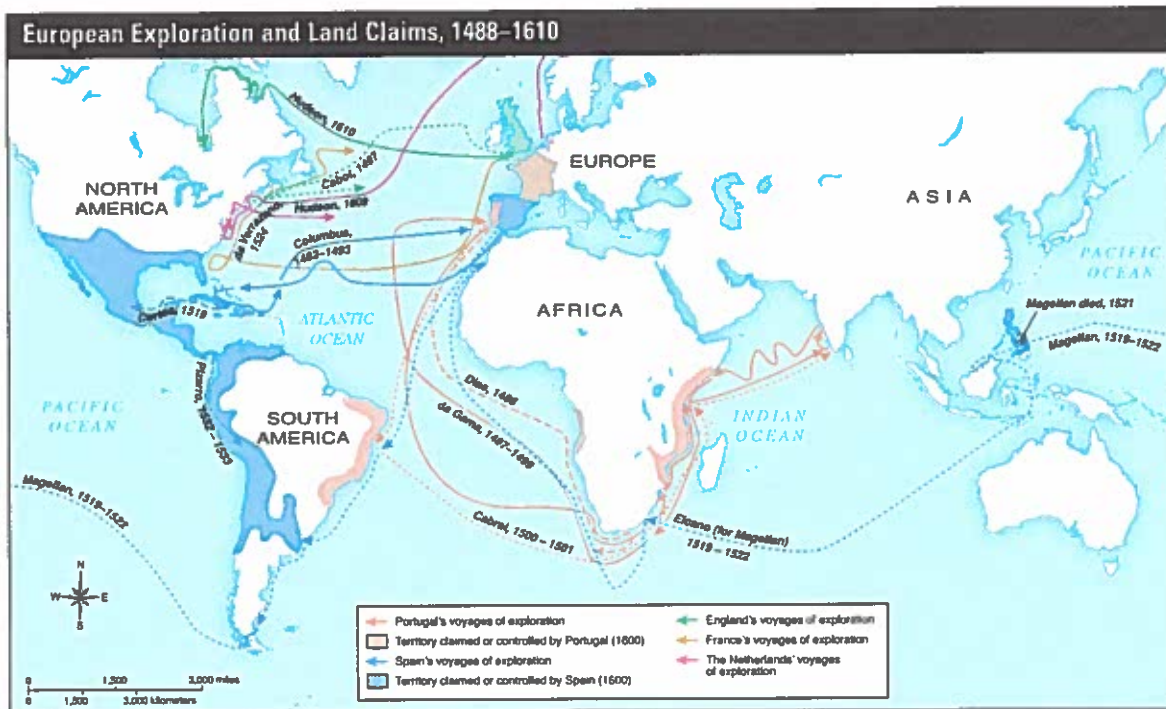 European Exploration and Land Claims, 1488–1610
Hudson, 1610
EUROPE
ASIA
NORTH
AMERICA
Cabot, 1497
Hudson, 1609
da Verrazano,
1524
Columbus,
1492–1493
PACIFIC
OCEAN
AFRICA
Magellan died, 1521
Magellan, 1519–1522
Cortés, 1519
ATLANTIC
OCEAN
Pizarro, 1532–1533
Dias, 1488
da Gama, 1497–1499
INDIAN
OCEAN
PACIFIC
OCEAN
SOUTH
AMERICA
Magellan, 1519–1522
Cabral, 1500–1501
Elcano (for Magellan)
1519–1522
N
W
E
S
Portugal's voyages of exploration
Territory claimed or controlled by Portugal (1600)
Spain's voyages of exploration
Territory claimed or controlled by Spain (1600)
England's voyages of exploration
France's voyages of exploration
The Netherlands' voyages
of exploration
0 1,500 3,000 miles
0 1,500 3,000 kilometers